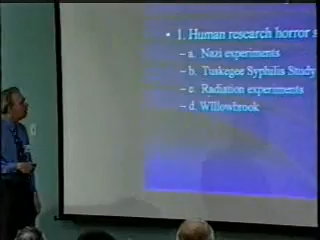 • 1. Human research horror s
– a. Nazi experiments
– b. Tuskegee Syphilis Study
– c. Radiation experiments
– d. WIllowbrook